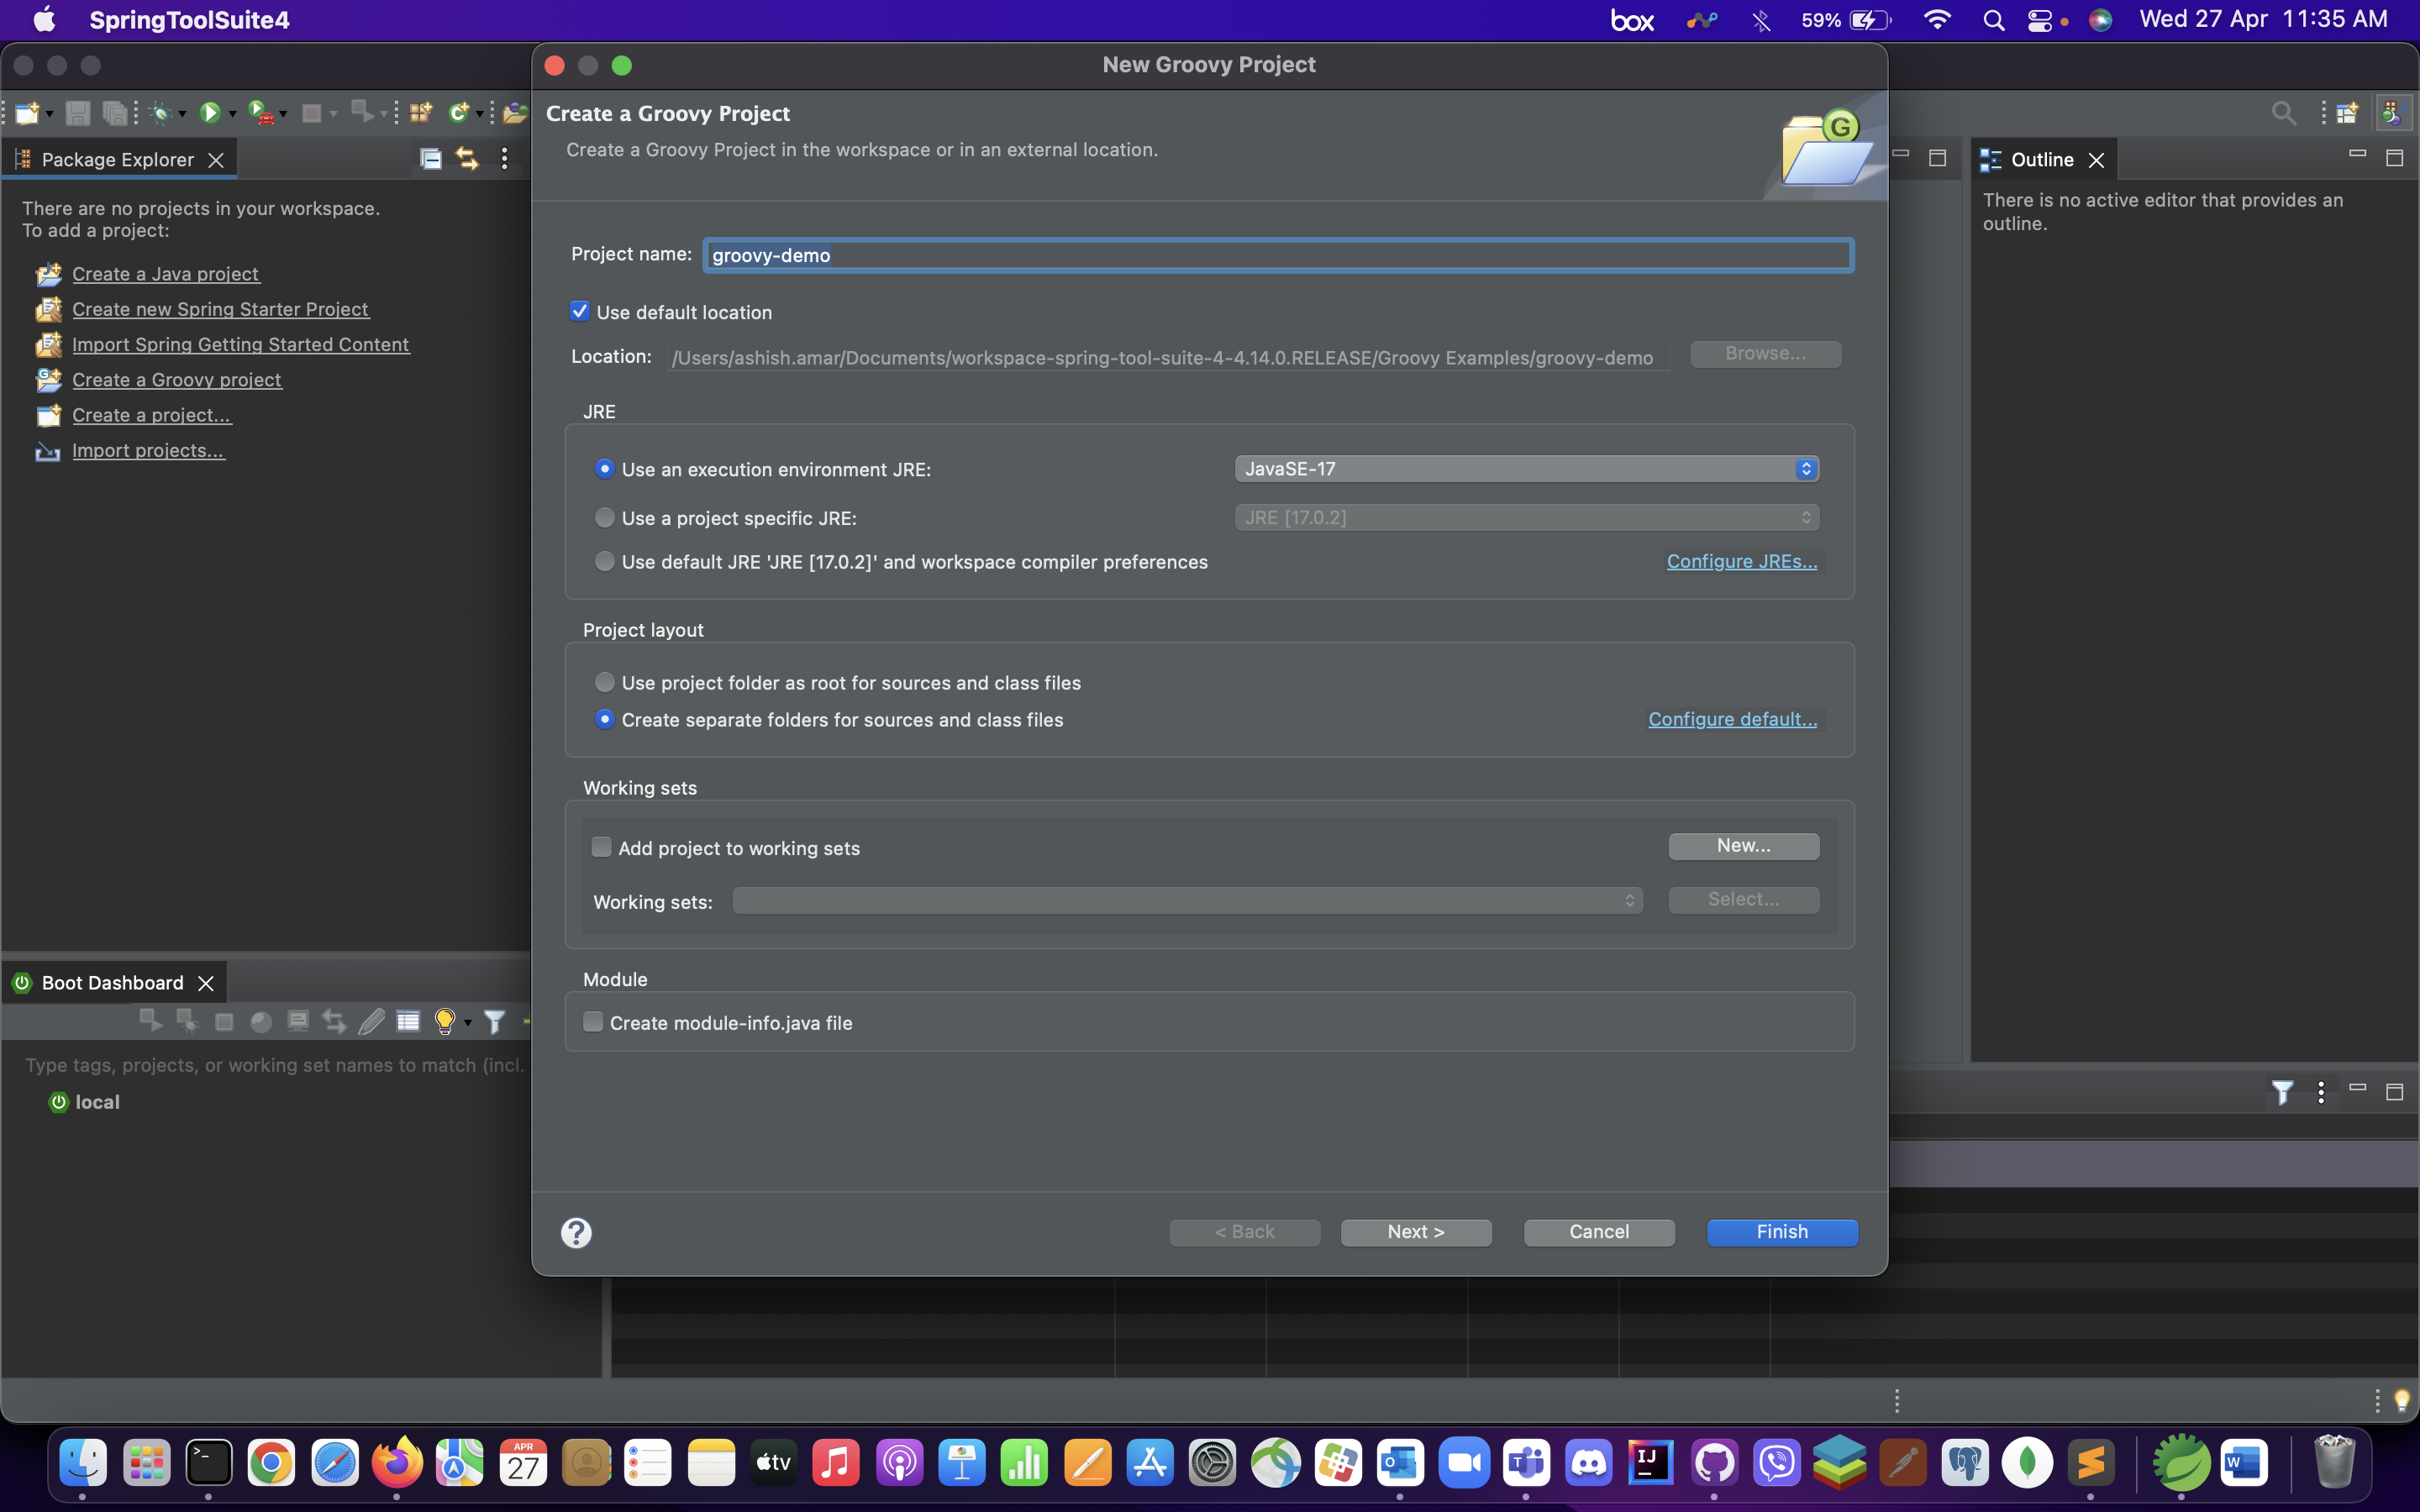 SpringToolSuite4
box
59%
Wed 27 Apr 11:35 AM
New Groovy Project
Create a Groovy Project
Create a Groovy Project in the workspace or in an external location.
G
Package Explorer
There are no projects in your workspace.
To add a project:
Create a Java project
Create new Spring Starter Project
Import Spring Getting Started Content
Create a Groovy project
Create a project...
Import projects...
Outline
There is no active editor that provides an
outline.
Project name: groovy-demo
Use default location
Location: /Users/ashish.amar/Documents/workspace-spring-tool-suite-4-4.14.0.RELEASE/Groovy Examples/groovy-demo
Browse...
JRE
Use an execution environment JRE: JavaSE-17
Use a project specific JRE: JRE [17.0.2]
Use default JRE 'JRE [17.0.2]' and workspace compiler preferences
Configure JREs...
Project layout
Use project folder as root for sources and class files
Create separate folders for sources and class files
Configure default...
Working sets
Add project to working sets
New...
Working sets:
Select...
Module
Create module-info.java file
Boot Dashboard
Type tags, projects, or working set names to match (incl.
local
?
< Back
Next >
Cancel
Finish
APR
27
tv
IJ
W